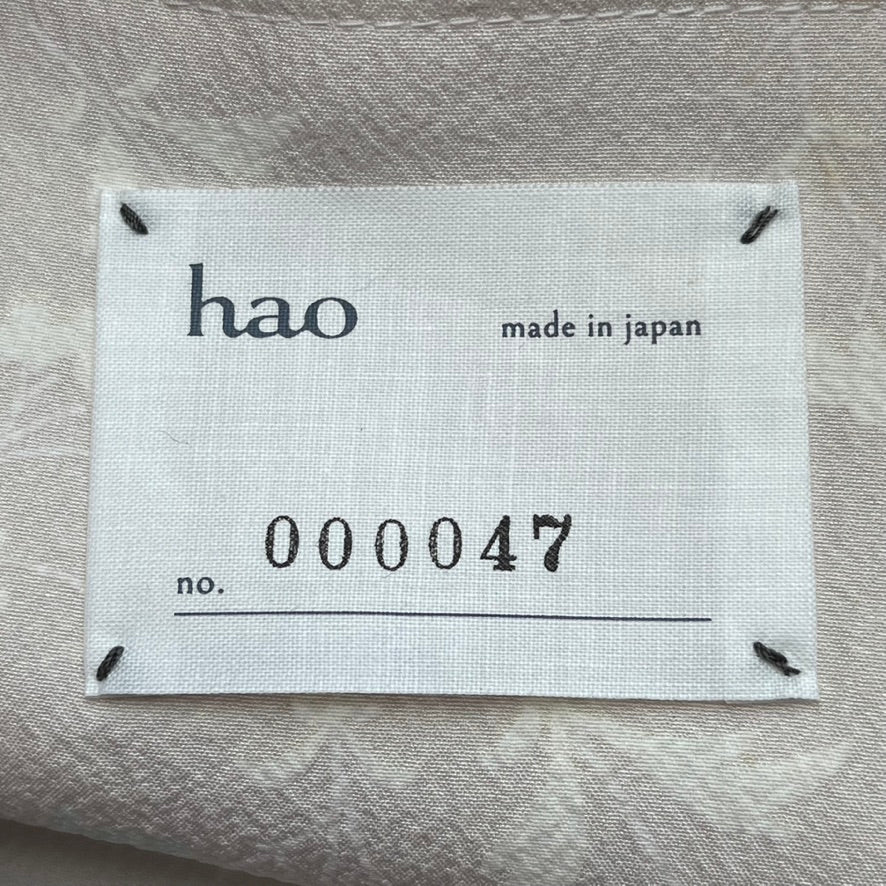 hao
made in japan
no. 000047